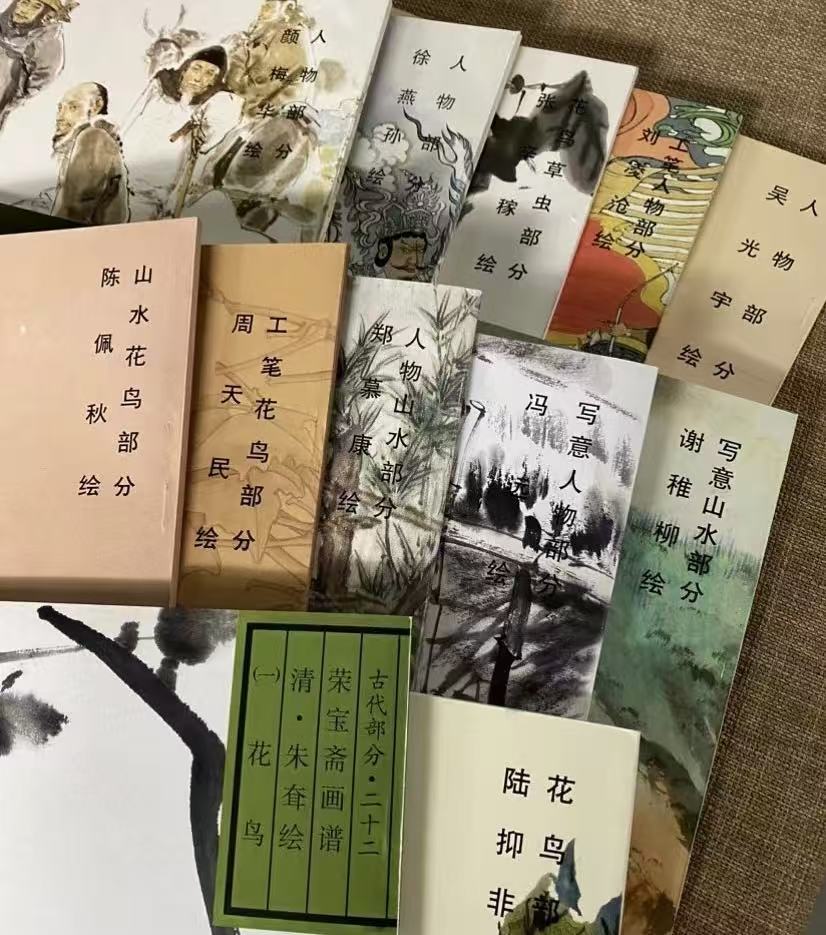 人物部分
颜梅华绘
人物部分
徐燕孙绘
花鸟草虫部分
张辛稼绘
工笔人物部分
刘凌沧绘
人物部分
吴光宇绘
山水花鸟部分
陈佩秋绘
工笔花鸟部分
周天民绘
人物山水部分
郑慕康绘
写意人物部分
冯远绘
写意山水部分
谢稚柳绘
古代部分·二十二
荣宝斋画谱
清·朱耷绘
(一)花鸟
花鸟部
陆抑非